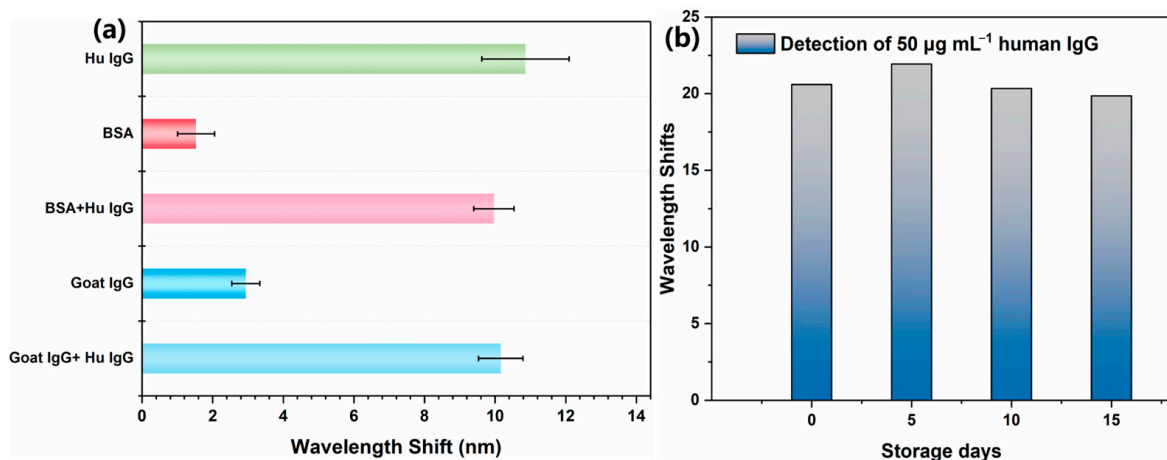 (a)
Hu IgG
BSA
BSA+Hu IgG
Goat IgG
Goat IgG+ Hu IgG
0 2 4 6 8 10 12 14
Wavelength Shift (nm)
(b)
Detection of 50 μg mL⁻¹ human IgG
25
20
15
10
5
0
Wavelength Shifts
0 5 10 15
Storage days